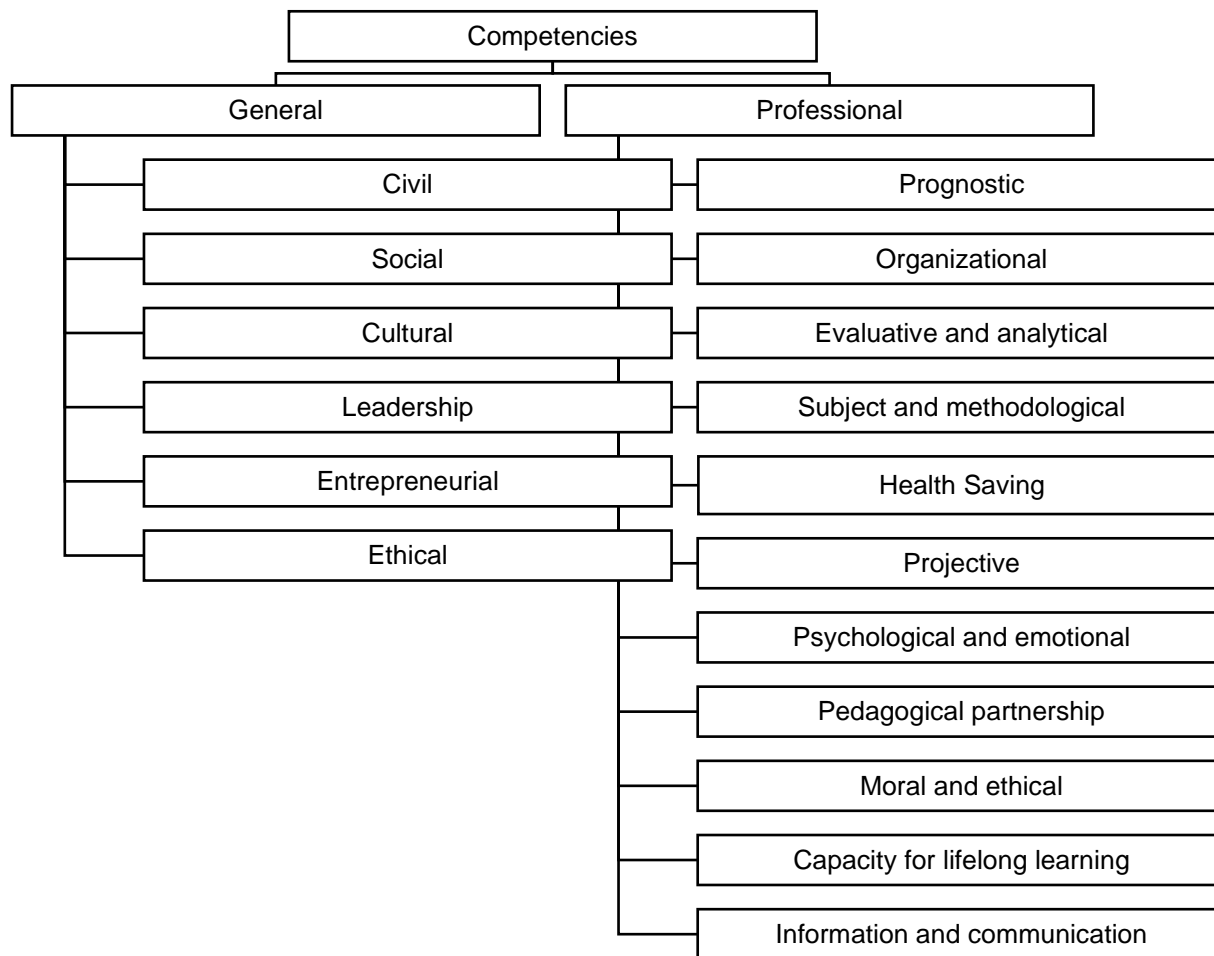 Competencies
General
Professional
Civil
Prognostic
Social
Organizational
Cultural
Evaluative and analytical
Leadership
Subject and methodological
Entrepreneurial
Health Saving
Ethical
Projective
Psychological and emotional
Pedagogical partnership
Moral and ethical
Capacity for lifelong learning
Information and communication